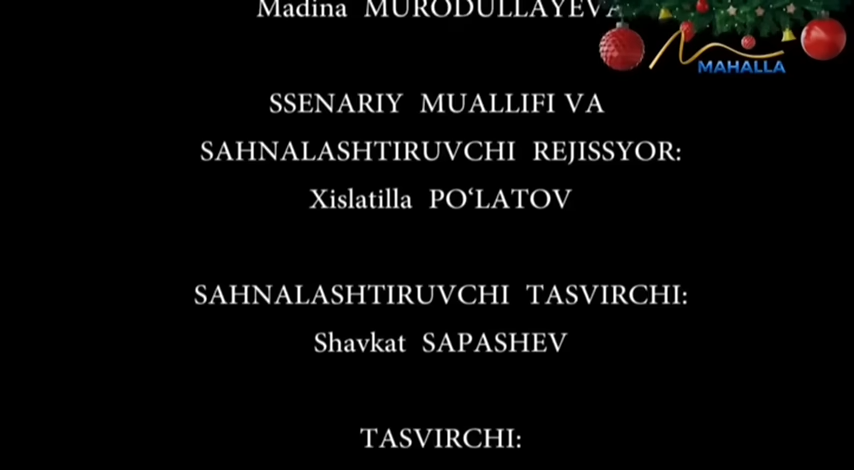 Madina MURODULLAYEVA
MAHALLA
SSENARIY MUALLIFI VA
SAHNALASHTIRUVCHI REJISSYOR:
Xislatilla PO‘LATOV
SAHNALASHTIRUVCHI TASVIRCHI:
Shavkat SAPASHEV
TASVIRCHI: